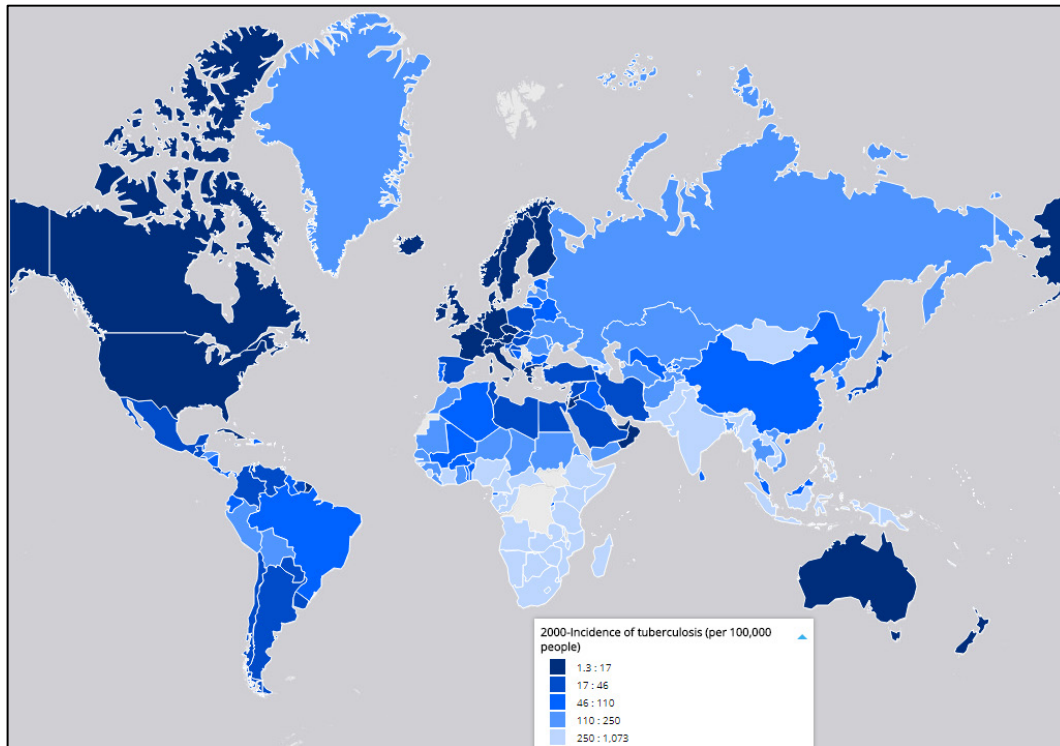 2000-Incidence of tuberculosis (per 100,000
people)
1.3 : 17
17 : 46
46 : 110
110 : 250
250 : 1,073